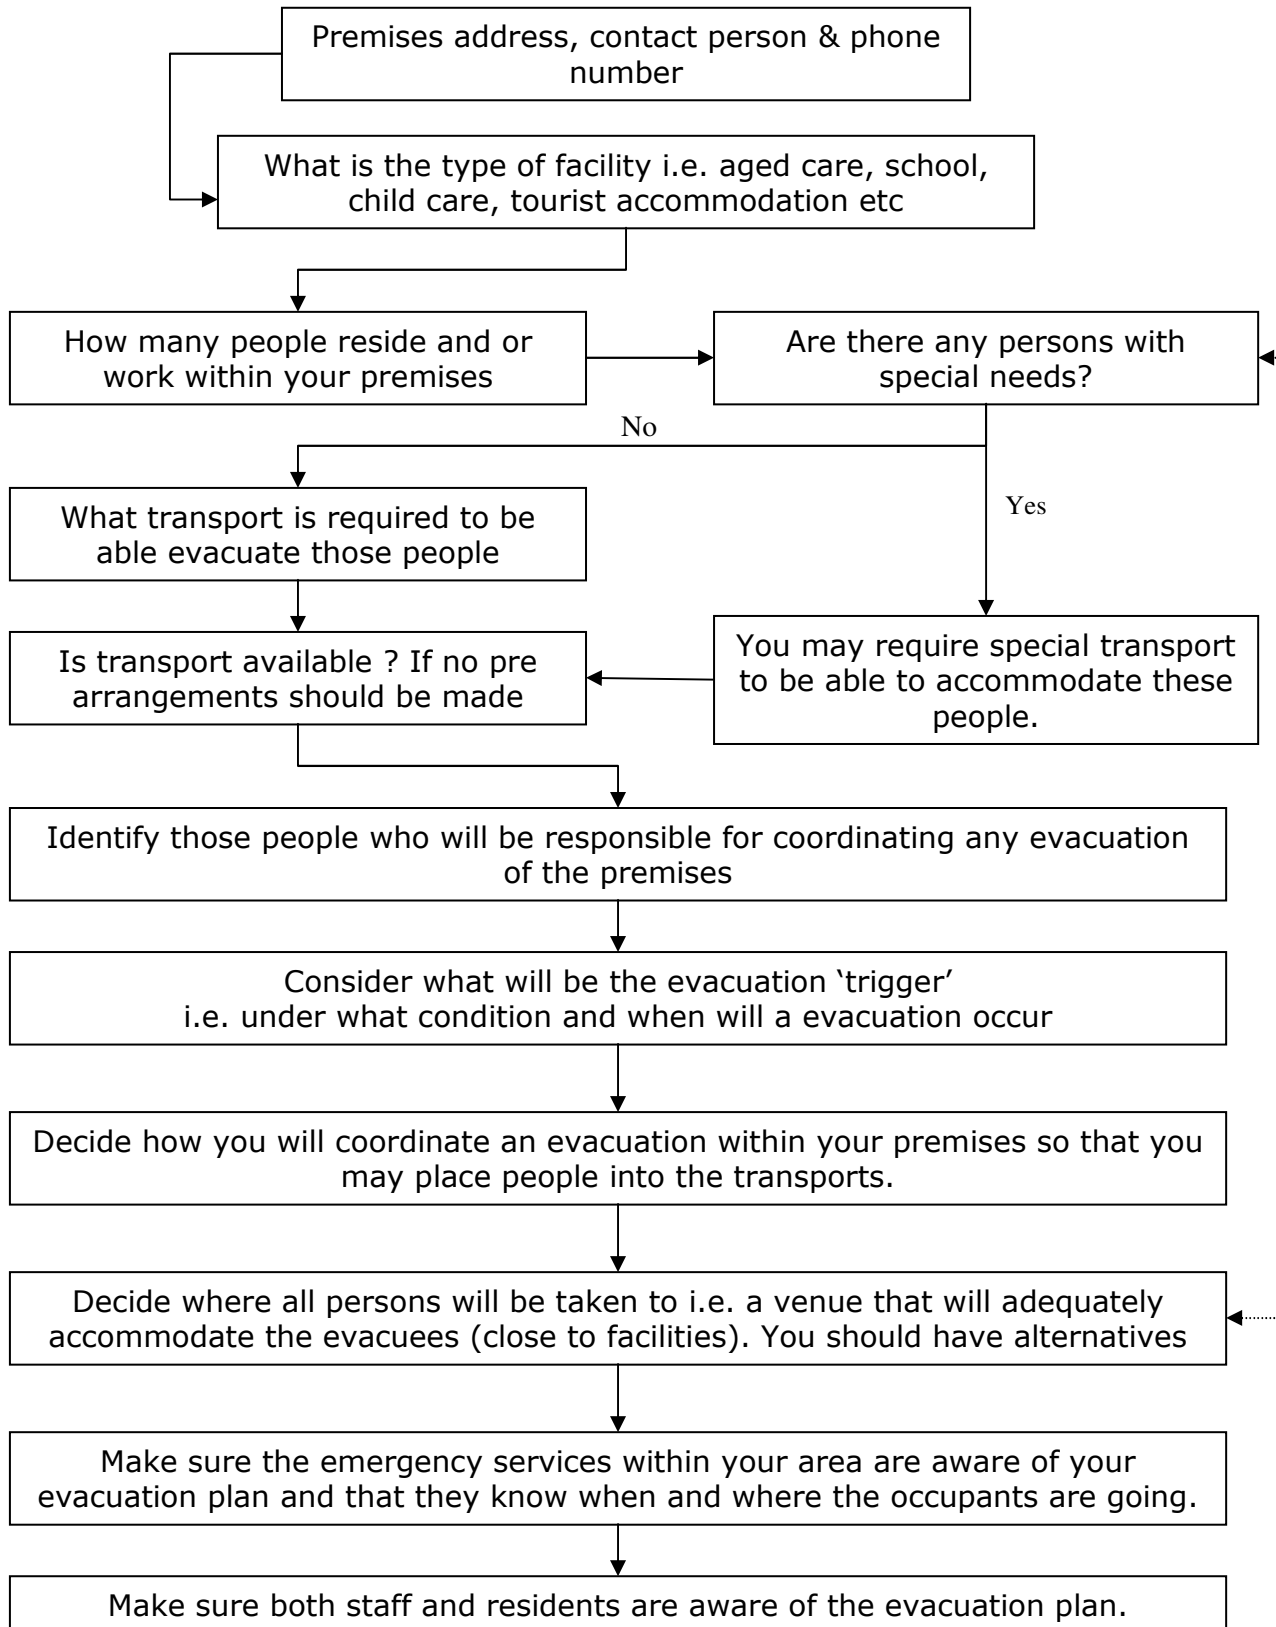 Premises address, contact person & phone
number
What is the type of facility i.e. aged care, school,
child care, tourist accommodation etc
How many people reside and or
work within your premises
Are there any persons with
special needs?
No
Yes
What transport is required to be
able evacuate those people
Is transport available ? If no pre
arrangements should be made
You may require special transport
to be able to accommodate these
people.
Identify those people who will be responsible for coordinating any evacuation
of the premises
Consider what will be the evacuation ‘trigger’
i.e. under what condition and when will a evacuation occur
Decide how you will coordinate an evacuation within your premises so that you
may place people into the transports.
Decide where all persons will be taken to i.e. a venue that will adequately
accommodate the evacuees (close to facilities). You should have alternatives
Make sure the emergency services within your area are aware of your
evacuation plan and that they know when and where the occupants are going.
Make sure both staff and residents are aware of the evacuation plan.